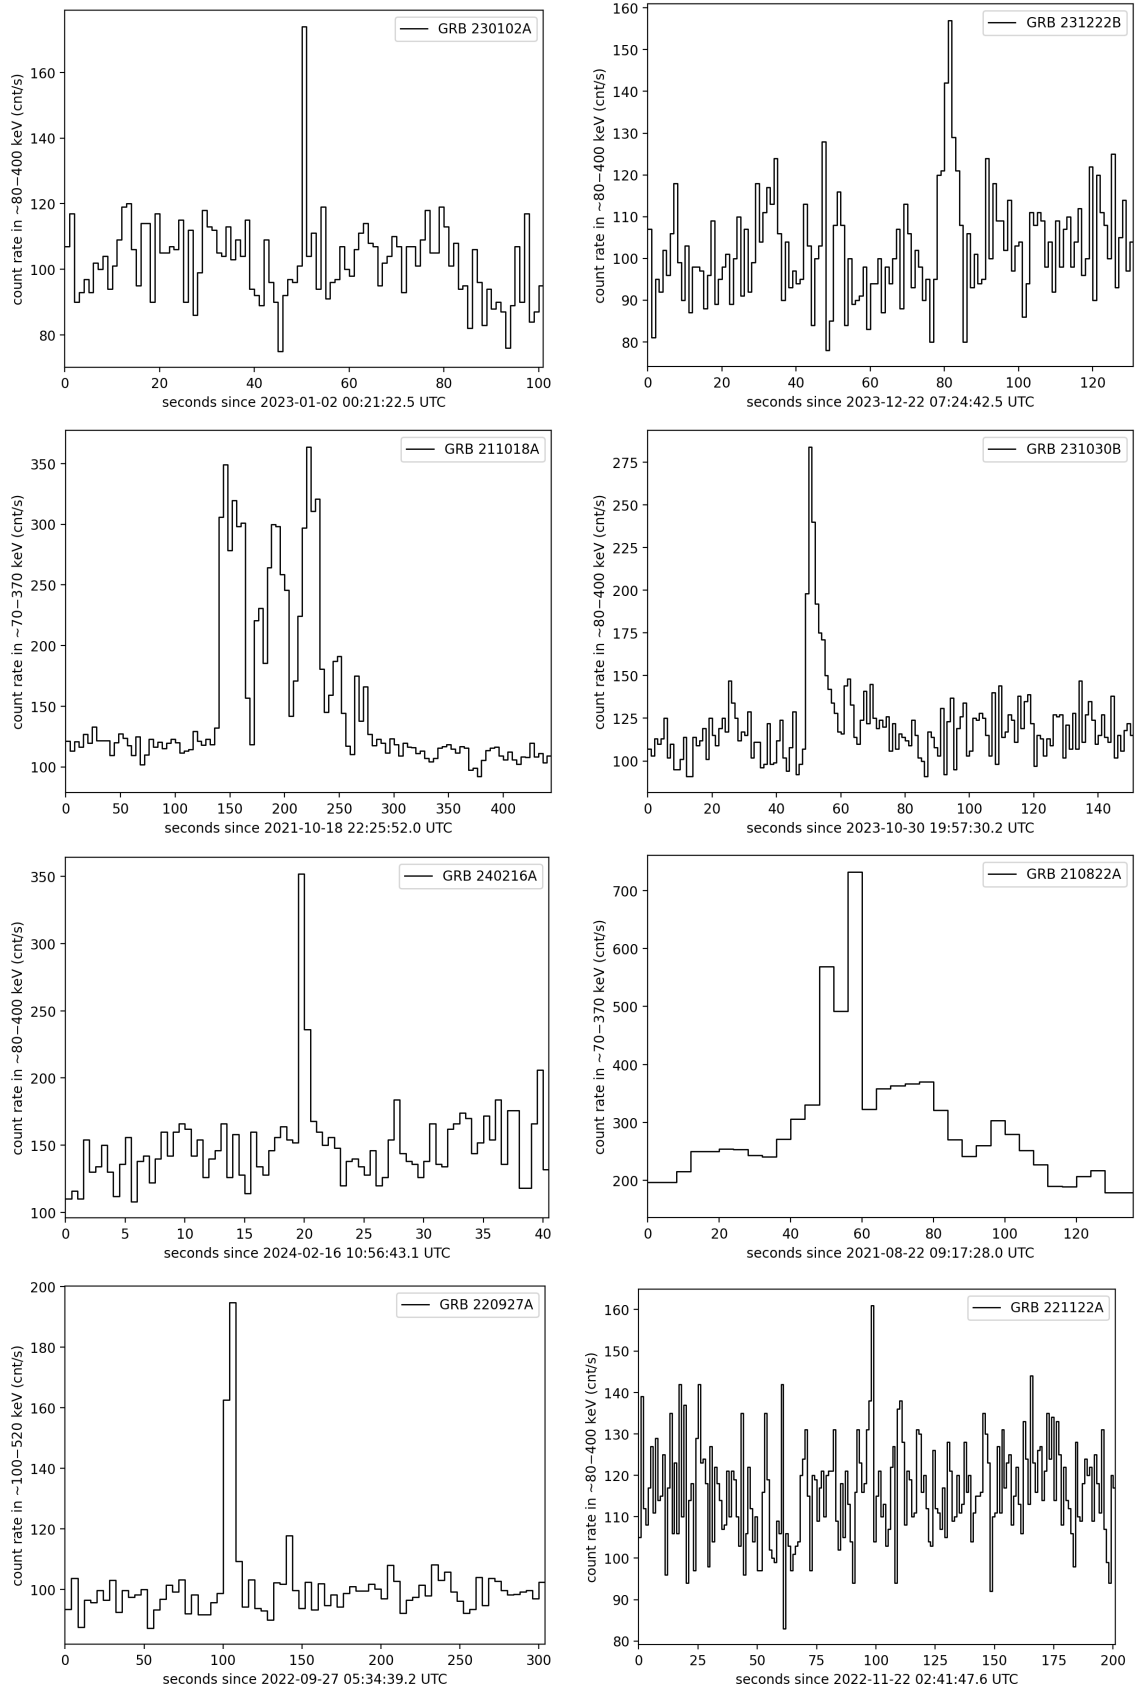 GRB 230102A
count rate in ~80−400 keV (cnt/s)
160
140
120
100
80
0 20 40 60 80 100
seconds since 2023-01-02 00:21:22.5 UTC
GRB 231222B
count rate in ~80−400 keV (cnt/s)
160
150
140
130
120
110
100
90
80
0 20 40 60 80 100 120
seconds since 2023-12-22 07:24:42.5 UTC
GRB 211018A
count rate in ~70−370 keV (cnt/s)
350
300
250
200
150
100
0 50 100 150 200 250 300 350 400
seconds since 2021-10-18 22:25:52.0 UTC
GRB 231030B
count rate in ~80−400 keV (cnt/s)
275
250
225
200
175
150
125
100
0 20 40 60 80 100 120 140
seconds since 2023-10-30 19:57:30.2 UTC
GRB 240216A
count rate in ~80−400 keV (cnt/s)
350
300
250
200
150
100
0 5 10 15 20 25 30 35 40
seconds since 2024-02-16 10:56:43.1 UTC
GRB 210822A
count rate in ~70−370 keV (cnt/s)
700
600
500
400
300
200
0 20 40 60 80 100 120
seconds since 2021-08-22 09:17:28.0 UTC
GRB 220927A
count rate in ~100−520 keV (cnt/s)
200
180
160
140
120
100
0 50 100 150 200 250 300
seconds since 2022-09-27 05:34:39.2 UTC
GRB 221122A
count rate in ~80−400 keV (cnt/s)
160
150
140
130
120
110
100
90
80
0 25 50 75 100 125 150 175 200
seconds since 2022-11-22 02:41:47.6 UTC